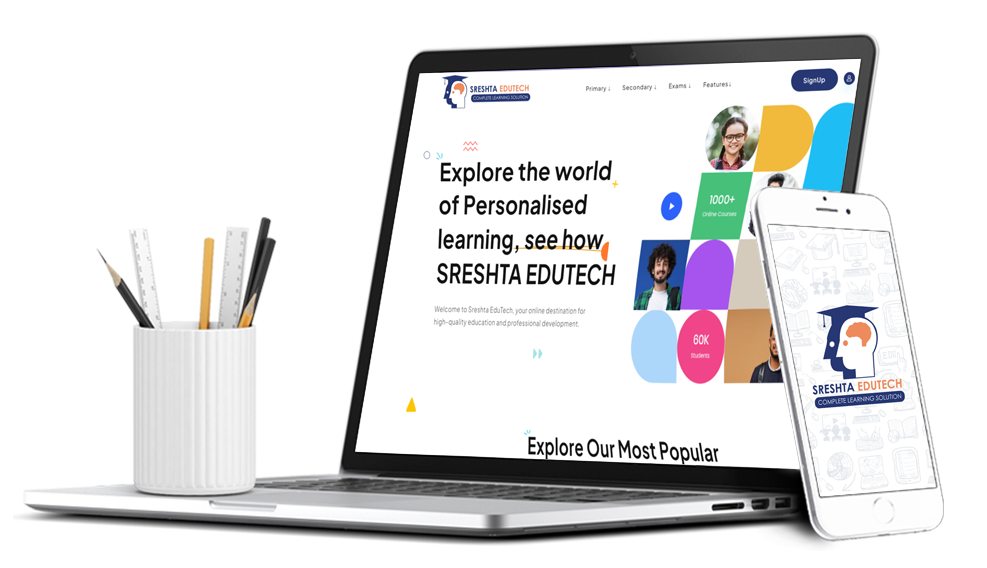 SRESHTA EDUTECH
COMPLETE LEARNING SOLUTION
Primary ↓ Secondary ↓ Exams ↓ Features↓
SignUp
Explore the world
of Personalised
learning, see how
SRESHTA EDUTECH
Welcome to Sreshta EduTech, your online destination for
high-quality education and professional development.
1000+
Online Courses
60K
Students
Explore Our Most Popular
SRESHTA EDUTECH
COMPLETE LEARNING SOLUTION